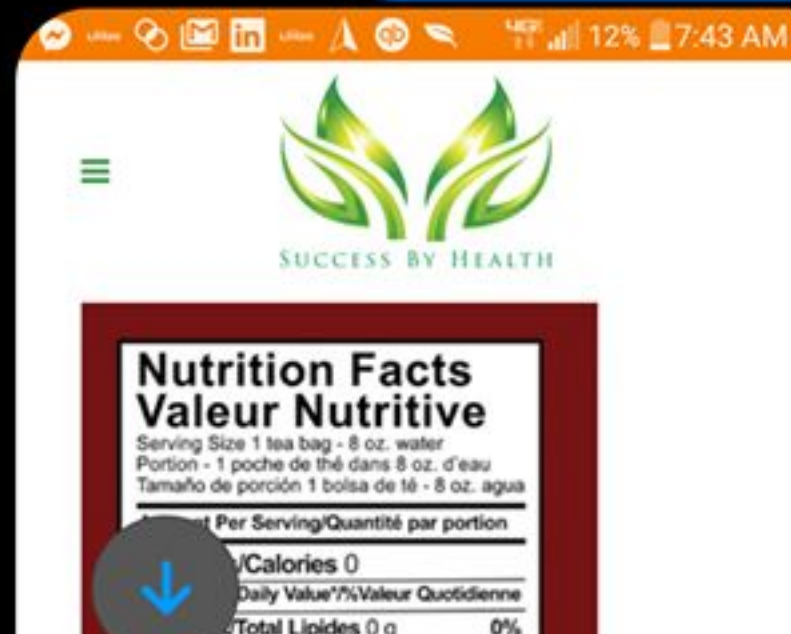 12% 7:43 AM
SUCCESS BY HEALTH
Nutrition Facts
Valeur Nutritive
Serving Size 1 tea bag - 8 oz. water
Portion - 1 poche de thé dans 8 oz. d'eau
Tamaño de porción 1 bolsa de té - 8 oz. agua
Per Serving/Quantité par portion
/Calories 0
Daily Value*/%Valeur Quotidienne
/Total Lipides 0 g 0%